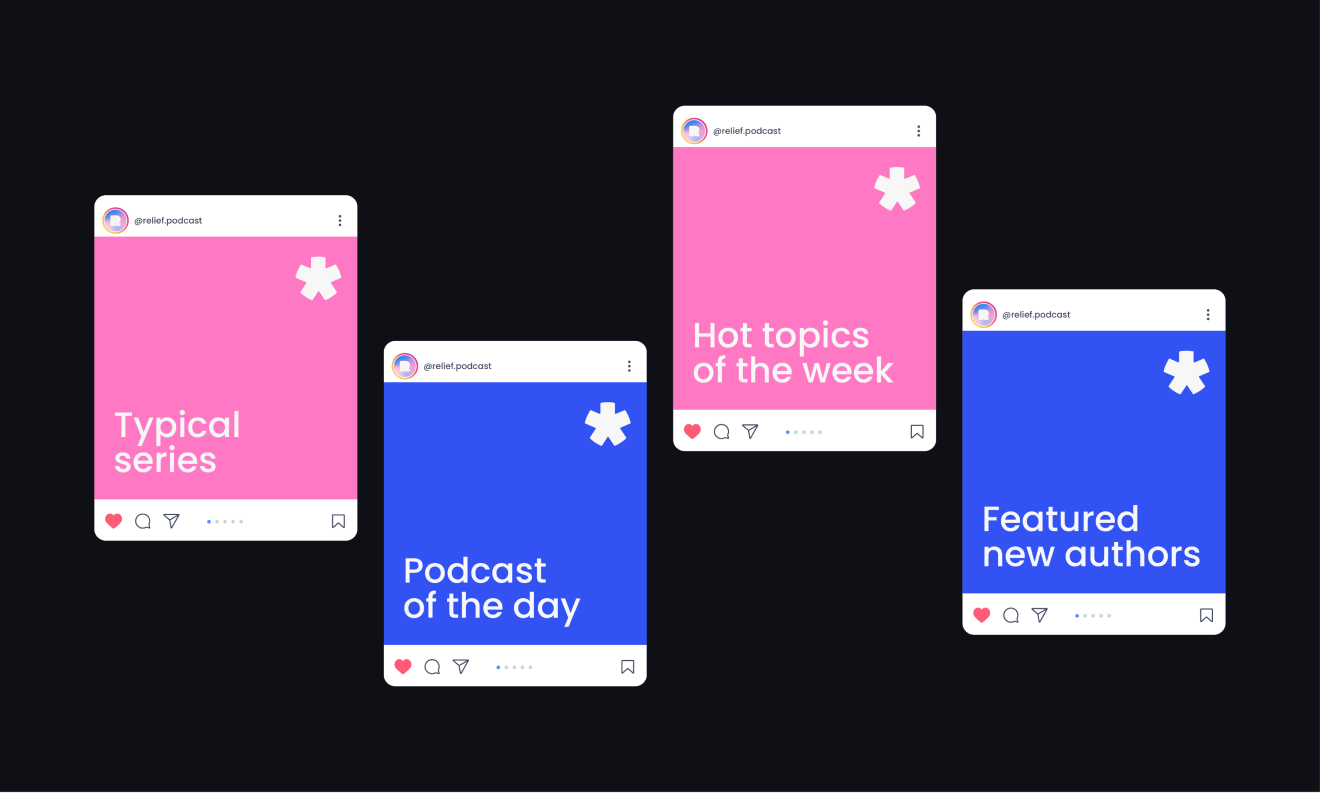 @relief.podcast
Typical
series
@relief.podcast
Podcast
of the day
@relief.podcast
Hot topics
of the week
@relief.podcast
Featured
new authors